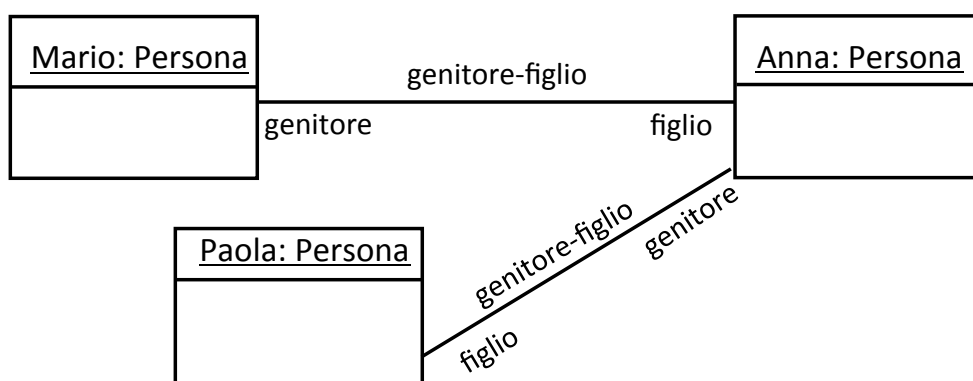 Mario: Persona
genitore-figlio
Anna: Persona
genitore
figlio
Paola: Persona
genitore-figlio
genitore
figlio